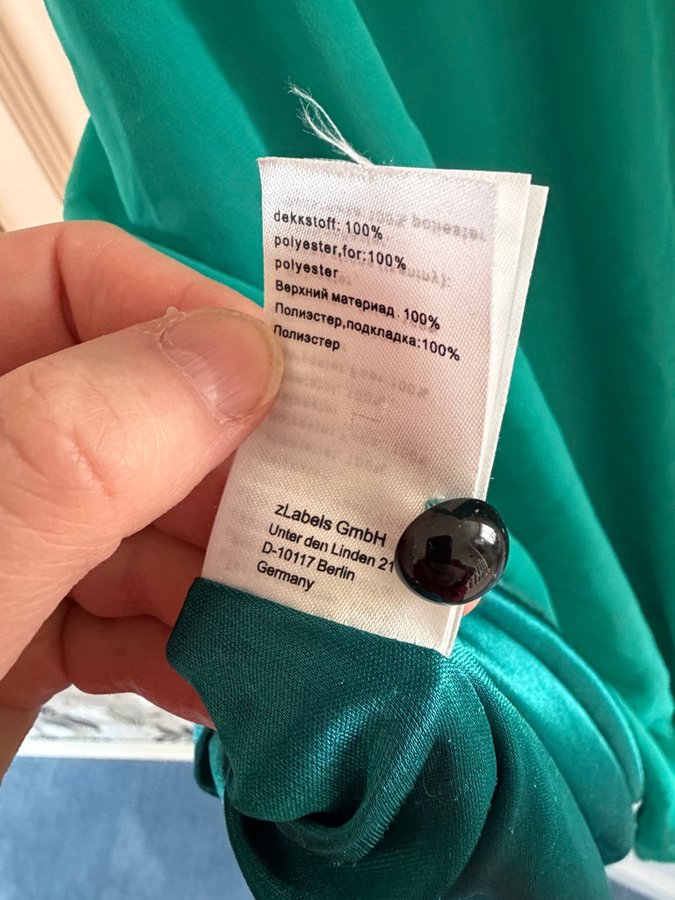 dekkstoff: 100%
polyester,for:100%
polyester
Верхний материад . 100%
Полиэстер,подкладка:100%
Полиэстер
zLabels GmbH
Unter den Linden 21
D-10117 Berlin
Germany